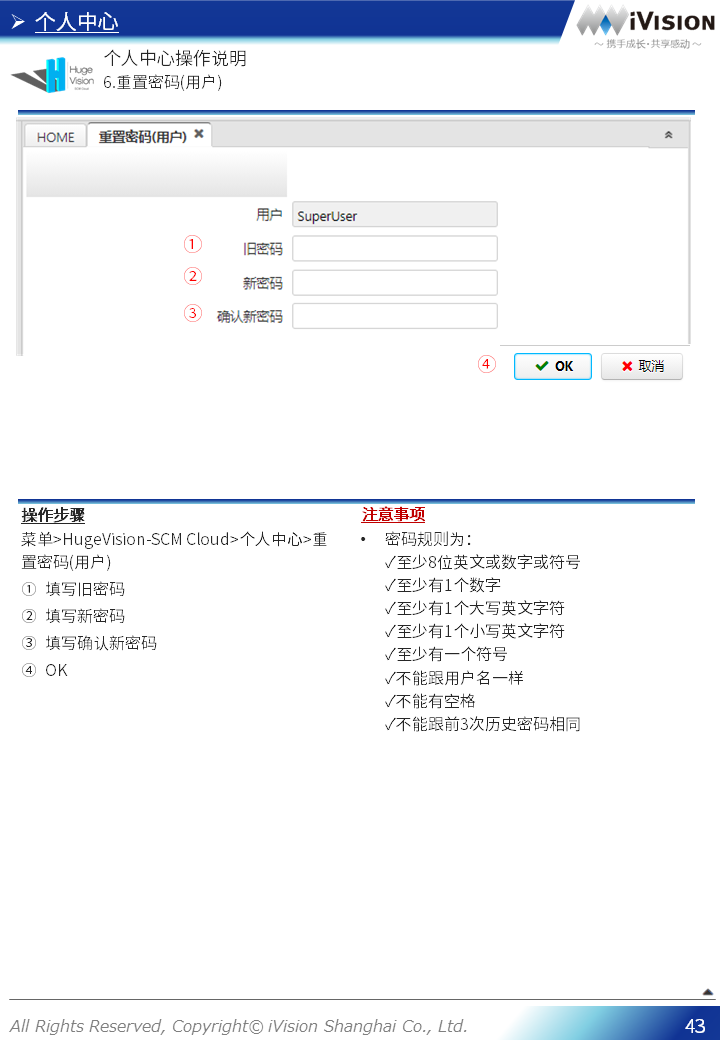 ➢ 个人中心
iVISION
～ 携手成长·共享感动 ～
Huge
Vision
个人中心操作说明
6.重置密码(用户)
HOME
重置密码(用户)
用户 SuperUser
① 旧密码
② 新密码
③ 确认新密码
④ OK 取消
操作步骤
菜单>HugeVision-SCM Cloud>个人中心>重
置密码(用户)
① 填写旧密码
② 填写新密码
③ 填写确认新密码
④ OK
注意事项
• 密码规则为：
✓至少8位英文或数字或符号
✓至少有1个数字
✓至少有1个大写英文字符
✓至少有1个小写英文字符
✓至少有一个符号
✓不能跟用户名一样
✓不能有空格
✓不能跟前3次历史密码相同
All Rights Reserved, Copyright© iVision Shanghai Co., Ltd.
43